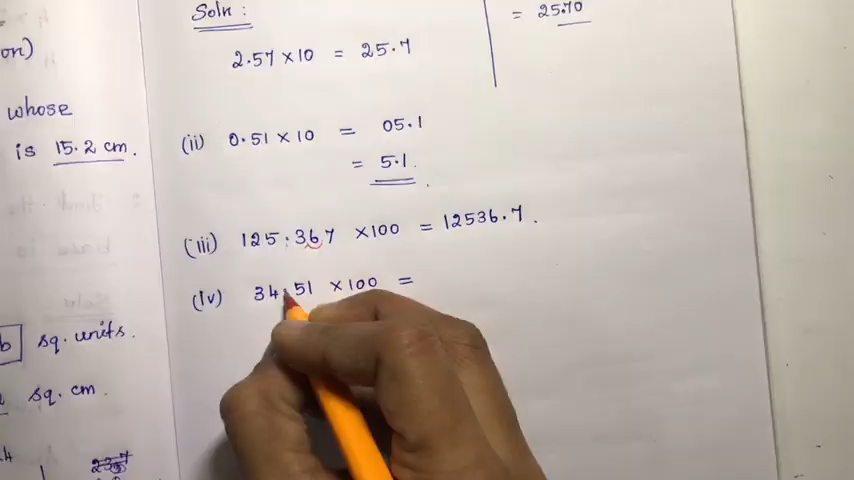 Soln :
2.57 × 10 = 25.7
= 25.70
(ii) 0.51 × 10 = 05.1
= 5.1
(iii) 125.367 × 100 = 12536.7 .
(iv) 34.51 × 100 =
on)
whose
is 15.2 cm.
b sq. units.
sq. cm